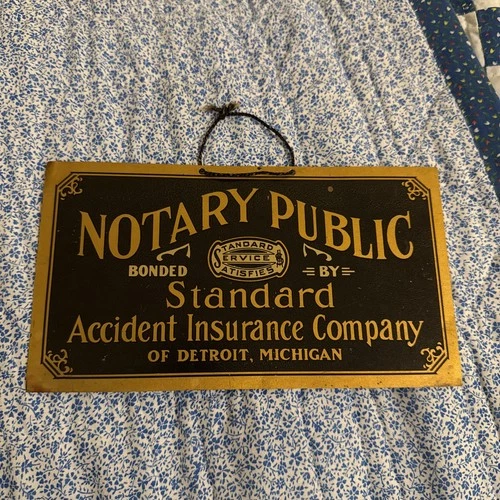 NOTARY PUBLIC
STANDARD
SERVICE
SATISFIES
BONDED BY
Standard
Accident Insurance Company
OF DETROIT, MICHIGAN